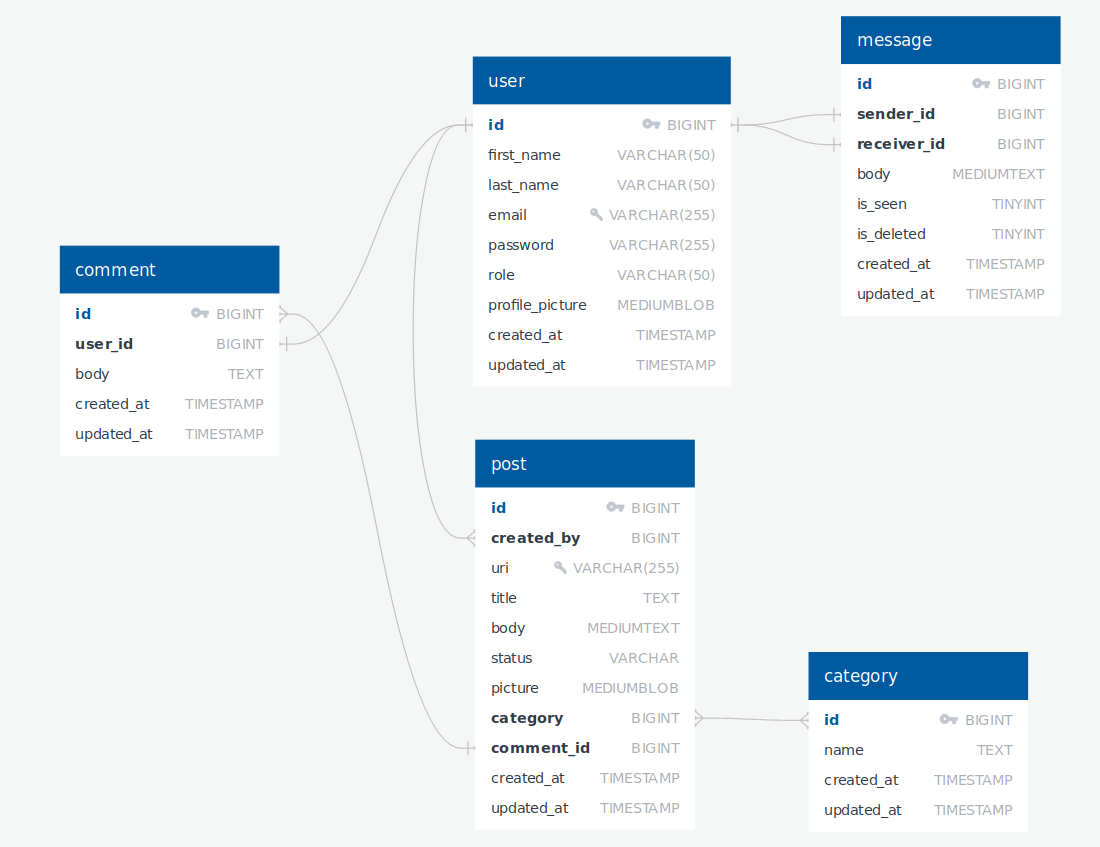 message
id BIGINT
sender_id BIGINT
receiver_id BIGINT
body MEDIUMTEXT
is_seen TINYINT
is_deleted TINYINT
created_at TIMESTAMP
updated_at TIMESTAMP
user
id BIGINT
first_name VARCHAR(50)
last_name VARCHAR(50)
email VARCHAR(255)
password VARCHAR(255)
role VARCHAR(50)
profile_picture MEDIUMBLOB
created_at TIMESTAMP
updated_at TIMESTAMP
comment
id BIGINT
user_id BIGINT
body TEXT
created_at TIMESTAMP
updated_at TIMESTAMP
post
id BIGINT
created_by BIGINT
uri VARCHAR(255)
title TEXT
body MEDIUMTEXT
status VARCHAR
picture MEDIUMBLOB
category BIGINT
comment_id BIGINT
created_at TIMESTAMP
updated_at TIMESTAMP
category
id BIGINT
name TEXT
created_at TIMESTAMP
updated_at TIMESTAMP